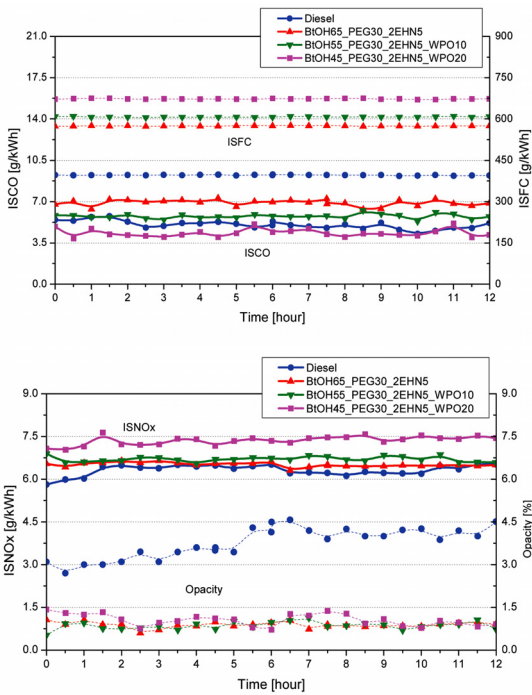 Diesel
BtOH65_PEG30_2EHN5
BtOH55_PEG30_2EHN5_WPO10
BtOH45_PEG30_2EHN5_WPO20
21.0
17.5
14.0
10.5
7.0
3.5
0.0
ISCO [g/kWh]
900
750
600
450
300
150
0
ISFC [g/kWh]
ISFC
ISCO
0 1 2 3 4 5 6 7 8 9 10 11 12
Time [hour]
Diesel
BtOH65_PEG30_2EHN5
BtOH55_PEG30_2EHN5_WPO10
BtOH45_PEG30_2EHN5_WPO20
9.0
7.5
6.0
4.5
3.0
1.5
0.0
ISNOx [g/kWh]
9.0
7.5
6.0
4.5
3.0
1.5
0.0
Opacity [%]
ISNOx
Opacity
0 1 2 3 4 5 6 7 8 9 10 11 12
Time [hour]